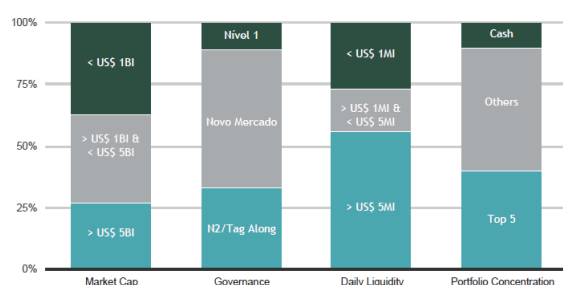 100%
75%
50%
25%
0%
< US$ 1BI
> US$ 1BI &
< US$ 5BI
> US$ 5BI
Nível 1
Novo Mercado
N2/Tag Along
< US$ 1MI
> US$ 1MI &
< US$ 5MI
> US$ 5MI
Cash
Others
Top 5
Market Cap
Governance
Daily Liquidity
Portfolio Concentration